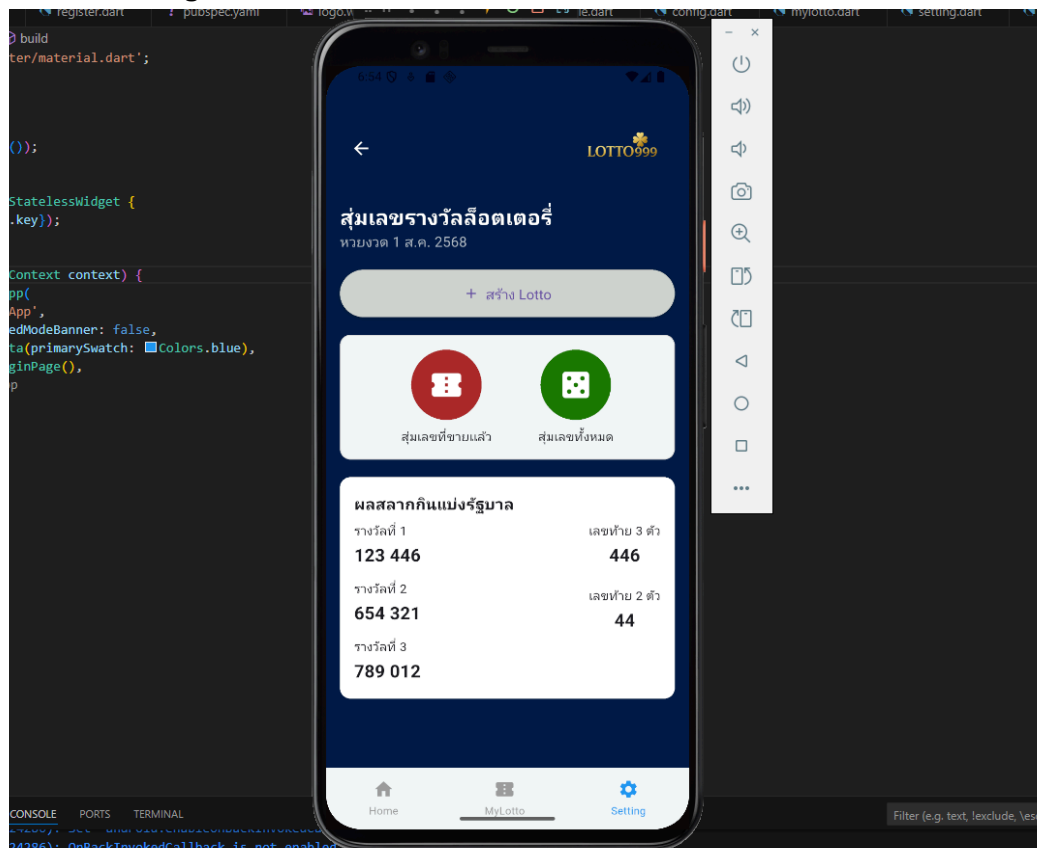 register.dart
pubspec.yaml
config.dart
mylotto.dart
setting.dart
build
ter/material.dart';
());
StatelessWidget {
.key});
Context context) {
pp(
App',
edModeBanner: false,
ta(primarySwatch: Colors.blue),
ginPage(),
p
6:54
LOTTO999
สุ่มเลขรางวัลล็อตเตอรี่
หวยงวด 1 ส.ค. 2568
+ สร้าง Lotto
สุ่มเลขที่ขายแล้ว
สุ่มเลขทั้งหมด
ผลสลากกินแบ่งรัฐบาล
รางวัลที่ 1
เลขท้าย 3 ตัว
123 446
446
รางวัลที่ 2
เลขท้าย 2 ตัว
654 321
44
รางวัลที่ 3
789 012
Home
MyLotto
Setting
CONSOLE
PORTS
TERMINAL
Filter (e.g. text, !exclude, \esc
24286): OnBackInvokedCallback is not enabled